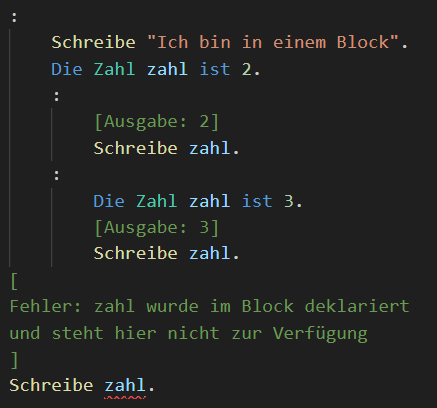 :
Schreibe "Ich bin in einem Block".
Die Zahl zahl ist 2.
:
[Ausgabe: 2]
Schreibe zahl.
:
Die Zahl zahl ist 3.
[Ausgabe: 3]
Schreibe zahl.
[
Fehler: zahl wurde im Block deklariert
und steht hier nicht zur Verfügung
]
Schreibe zahl.